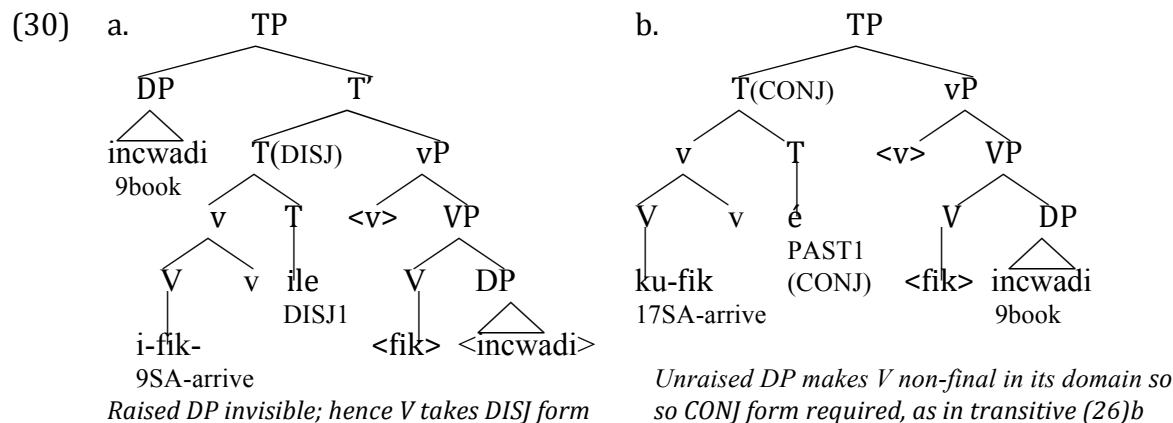 (30) a. TP b. TP
DP T’ T(CONJ) vP
incwadi T(DISJ) vP v T <v> VP
9book
v T <v> VP V v é V DP
PAST1
V v ile V DP ku-fik (CONJ) <fik> incwadi
DISJ1 17SA-arrive 9book
i-fik- <fik> <incwadi>
9SA-arrive
Raised DP invisible; hence V takes DISJ form
Unraised DP makes V non-final in its domain so
so CONJ form required, as in transitive (26)b